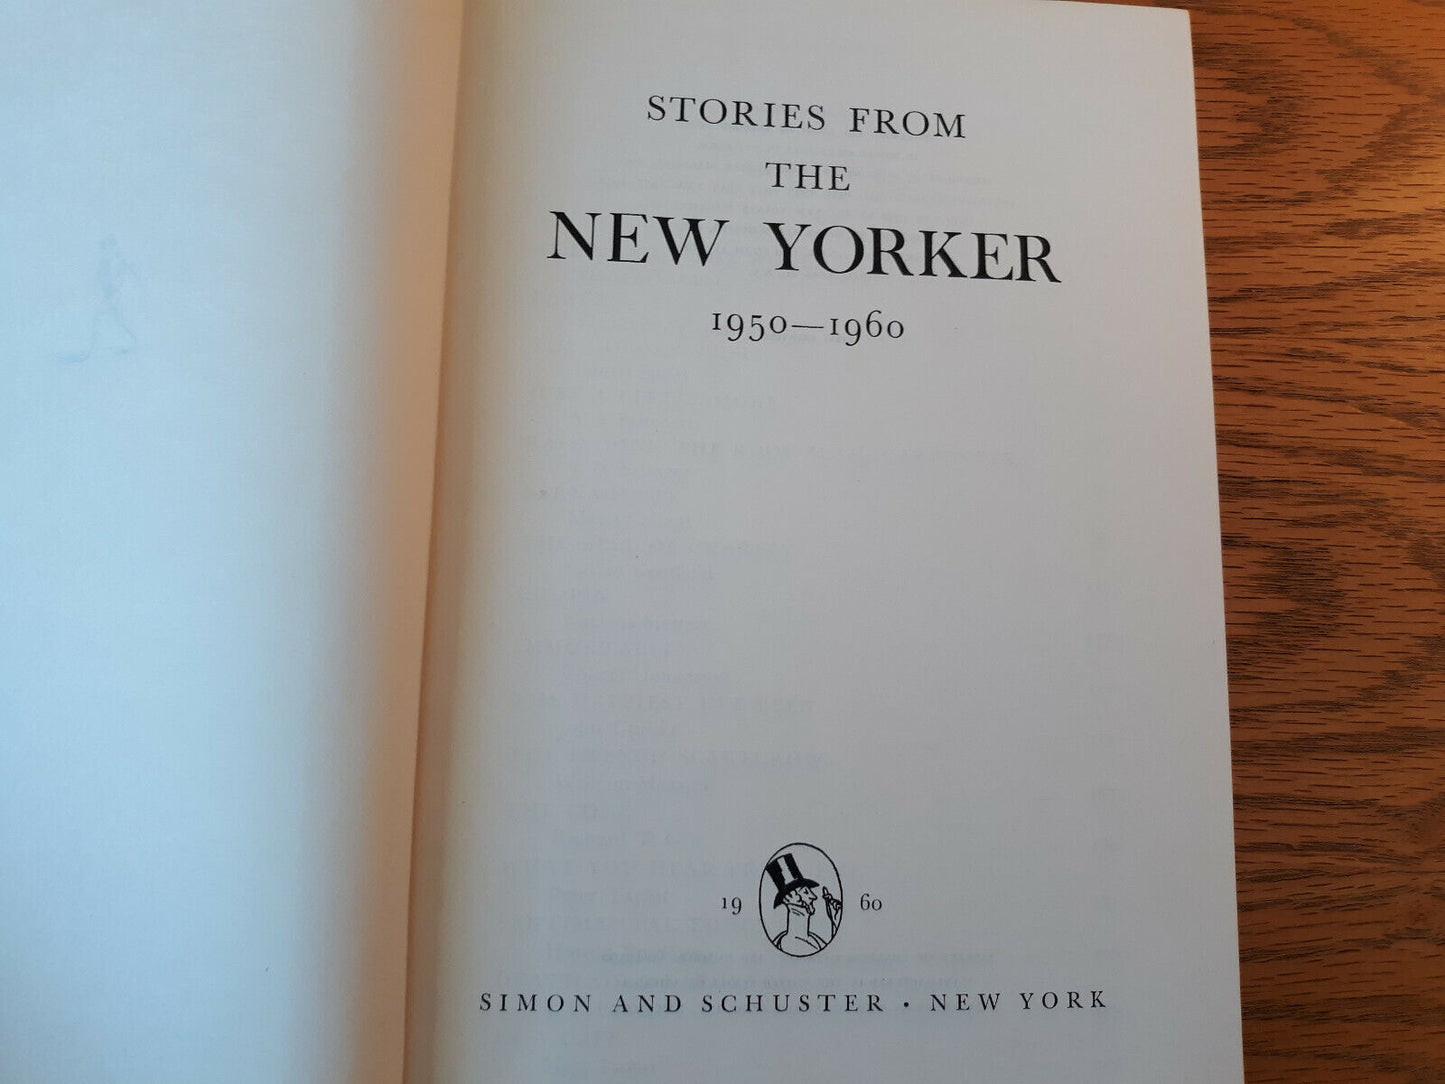 STORIES FROM
THE
NEW YORKER
1950—1960
19 60
SIMON AND SCHUSTER · NEW YORK